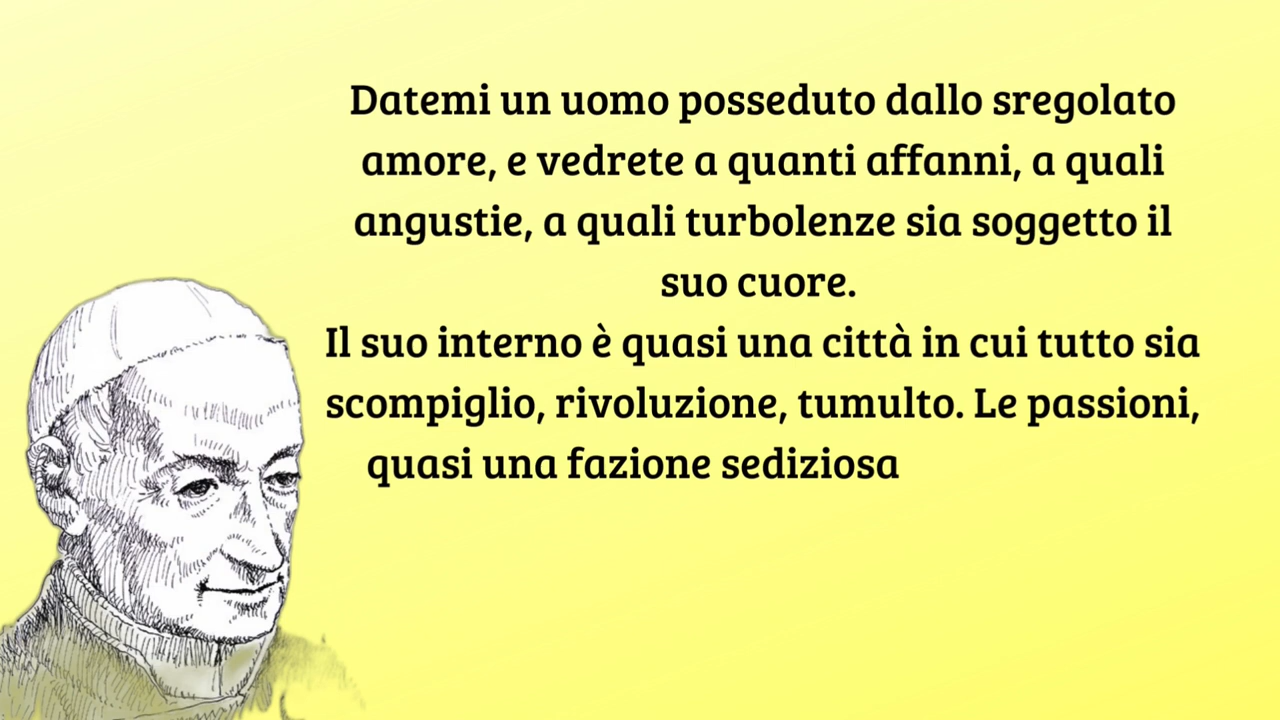 Datemi un uomo posseduto dallo sregolato
amore, e vedrete a quanti affanni, a quali
angustie, a quali turbolenze sia soggetto il
suo cuore.
Il suo interno è quasi una città in cui tutto sia
scompiglio, rivoluzione, tumulto. Le passioni,
quasi una fazione sediziosa